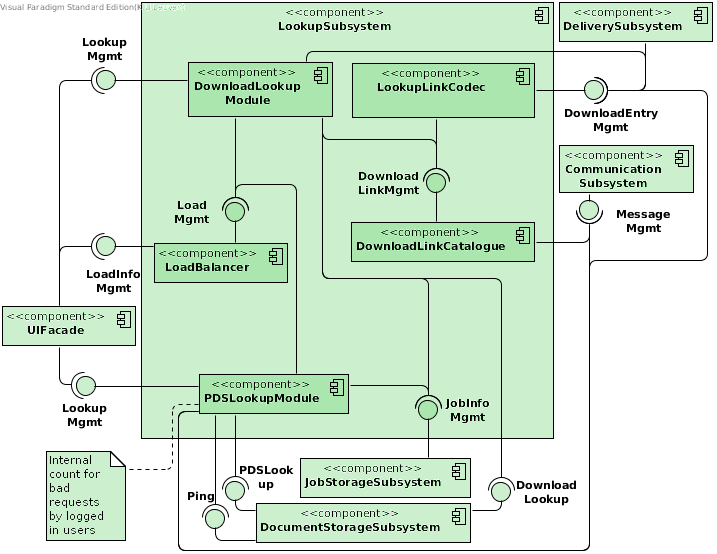 Visual Paradigm Standard Edition(K
<<component>>
LookupSubsystem
<<component>>
DeliverySubsystem
Lookup
Mgmt
<<component>>
DownloadLookup
Module
<<component>>
LookupLinkCodec
DownloadEntry
Mgmt
<<component>>
Communication
Subsystem
Download
LinkMgmt
Load
Mgmt
Message
Mgmt
<<component>>
DownloadLinkCatalogue
<<component>>
LoadBalancer
LoadInfo
Mgmt
<<component>>
UIFacade
<<component>>
PDSLookupModule
Lookup
Mgmt
JobInfo
Mgmt
Internal
count for
bad
requests
by logged
in users
<<component>>
JobStorageSubsystem
PDSLook
up
Ping
Download
Lookup
<<component>>
DocumentStorageSubsystem